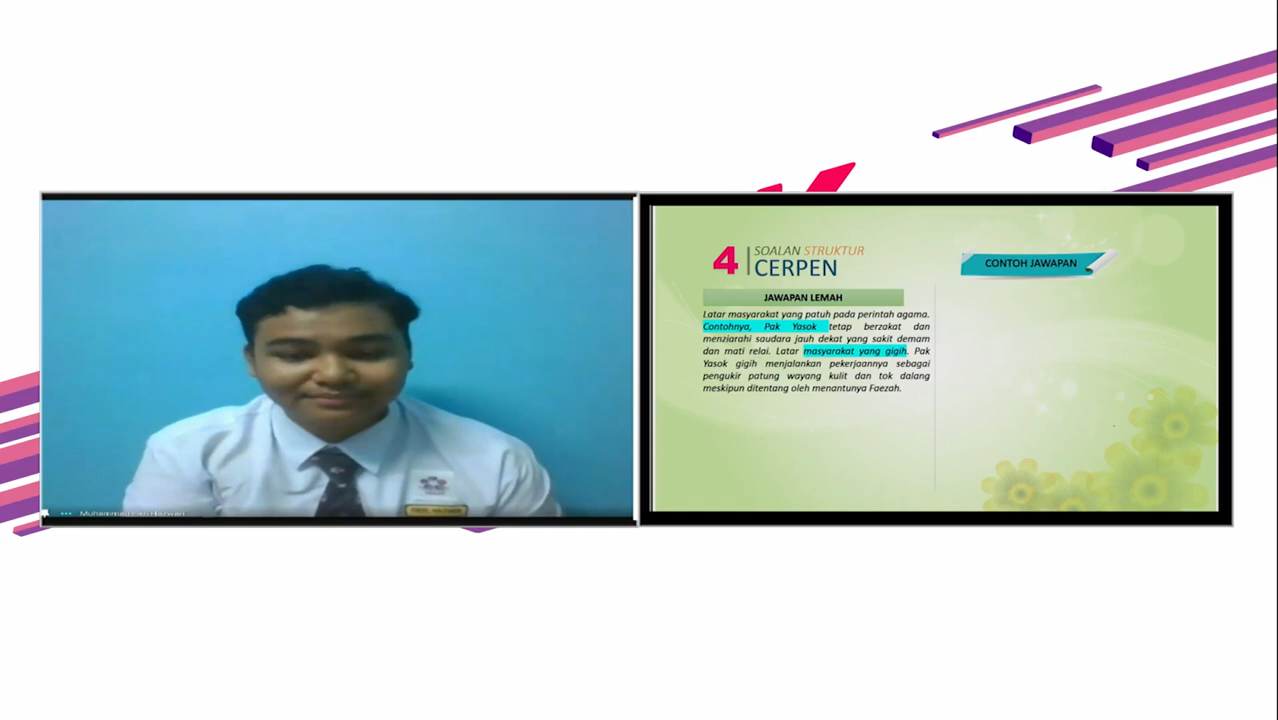 4
SOALAN STRUKTUR
CERPEN
CONTOH JAWAPAN
JAWAPAN LEMAH
Latar masyarakat yang patuh pada perintah agama.
Contohnya, Pak Yasok tetap berzakat dan
menziarahi saudara jauh dekat yang sakit demam
dan mati relai. Latar masyarakat yang gigih. Pak
Yasok gigih menjalankan pekerjaannya sebagai
pengukir patung wayang kulit dan tok dalang
meskipun ditentang oleh menantunya Faezah.